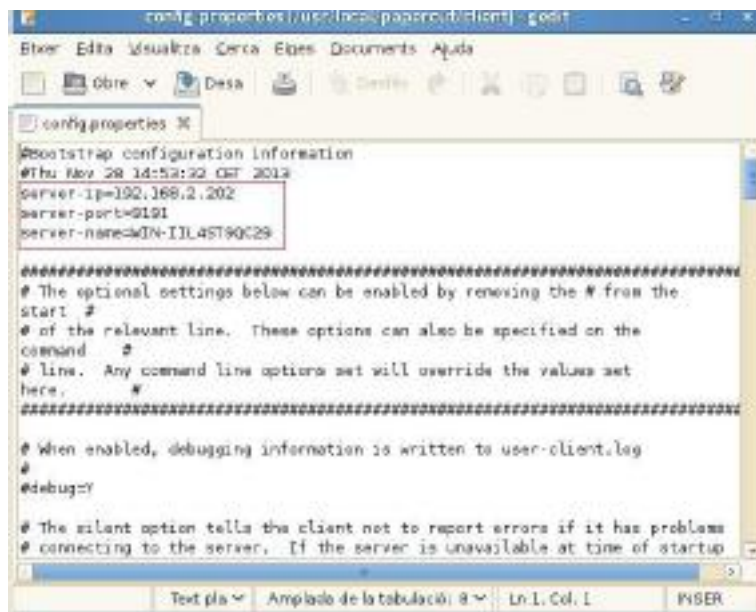 config.properties (/usr/local/papercut/client) - gedit
Fitxer Edita Visualitza Cerca Eines Documents Ajuda
Obre Desa Desfés
config.properties
#Bootstrap configuration information
#Thu Nov 28 14:53:32 CET 2013
server-ip=192.168.2.202
server-port=9191
server-name=WIN-IIL4ST9QC29
################################################################################
# The optional settings below can be enabled by removing the # from the
start #
# of the relevant line. These options can also be specified on the
command #
# line. Any command line options set will override the values set
here. #
################################################################################
# When enabled, debugging information is written to user-client.log
#
#debug=Y
# The silent option tells the client not to report errors if it has problems
# connecting to the server. If the server is unavailable at time of startup
Text pla Amplada de la tabulació: 8 Ln 1, Col. 1 INSER